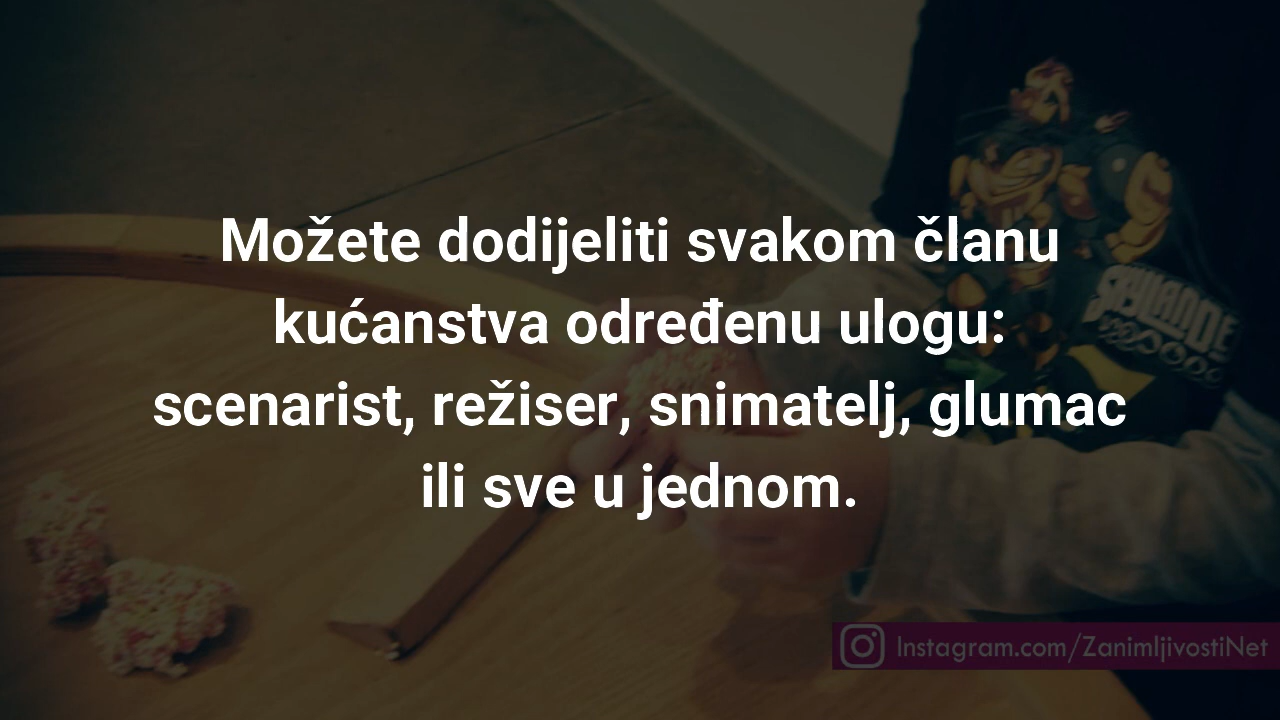 Možete dodijeliti svakom članu
kućanstva određenu ulogu:
scenarist, režiser, snimatelj, glumac
ili sve u jednom.
Instagram.com/ZanimljivostiNet